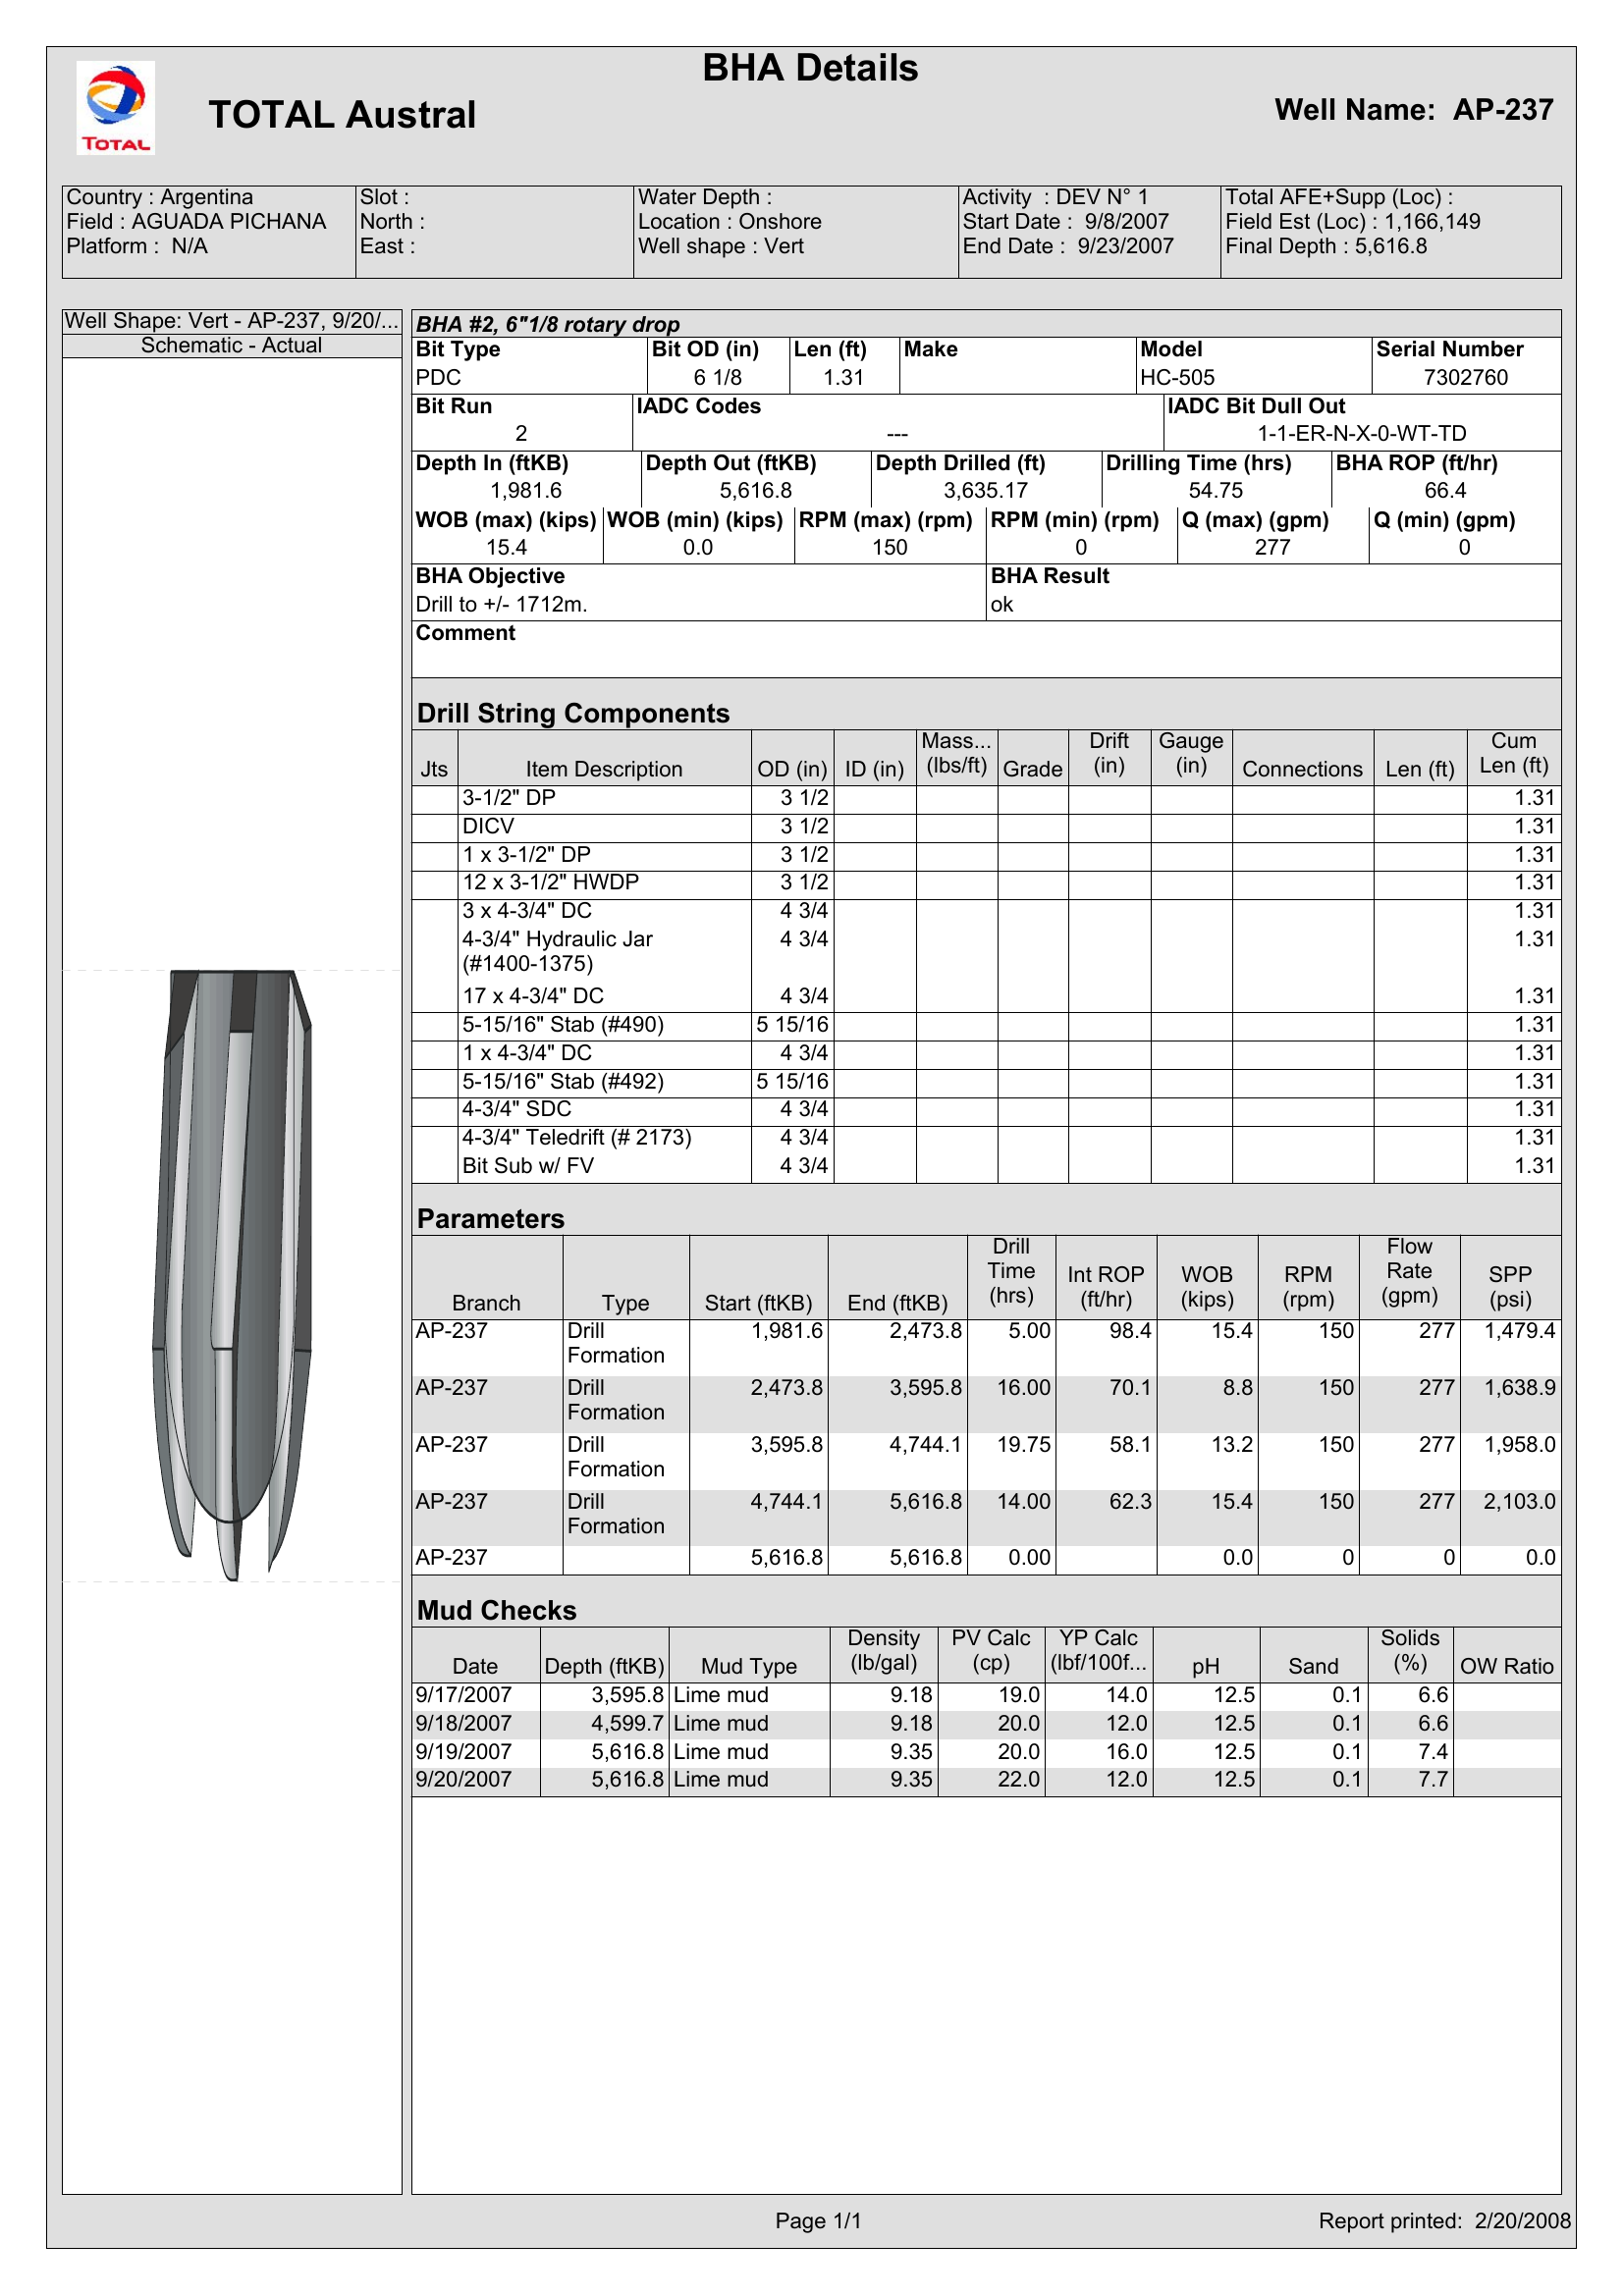 BHA Details
TOTAL
TOTAL Austral
Well Name: AP-237
Country : Argentina
Field : AGUADA PICHANA
Platform : N/A
Slot :
North :
East :
Water Depth :
Location : Onshore
Well shape : Vert
Activity : DEV N° 1
Start Date : 9/8/2007
End Date : 9/23/2007
Total AFE+Supp (Loc) :
Field Est (Loc) : 1,166,149
Final Depth : 5,616.8
Well Shape: Vert - AP-237, 9/20/...
Schematic - Actual
BHA #2, 6"1/8 rotary drop
Bit Type Bit OD (in) Len (ft) Make Model Serial Number
PDC 6 1/8 1.31 HC-505 7302760
Bit Run IADC Codes IADC Bit Dull Out
2 --- 1-1-ER-N-X-0-WT-TD
Depth In (ftKB) Depth Out (ftKB) Depth Drilled (ft) Drilling Time (hrs) BHA ROP (ft/hr)
1,981.6 5,616.8 3,635.17 54.75 66.4
WOB (max) (kips) WOB (min) (kips) RPM (max) (rpm) RPM (min) (rpm) Q (max) (gpm) Q (min) (gpm)
15.4 0.0 150 0 277 0
BHA Objective BHA Result
Drill to +/- 1712m. ok
Comment
Drill String Components
Jts Item Description OD (in) ID (in) Mass... (lbs/ft) Grade Drift (in) Gauge (in) Connections Len (ft) Cum Len (ft)
3-1/2" DP 3 1/2 1.31
DICV 3 1/2 1.31
1 x 3-1/2" DP 3 1/2 1.31
12 x 3-1/2" HWDP 3 1/2 1.31
3 x 4-3/4" DC 4 3/4 1.31
4-3/4" Hydraulic Jar 4 3/4 1.31
(#1400-1375)
17 x 4-3/4" DC 4 3/4 1.31
5-15/16" Stab (#490) 5 15/16 1.31
1 x 4-3/4" DC 4 3/4 1.31
5-15/16" Stab (#492) 5 15/16 1.31
4-3/4" SDC 4 3/4 1.31
4-3/4" Teledrift (# 2173) 4 3/4 1.31
Bit Sub w/ FV 4 3/4 1.31
Parameters
Branch Type Start (ftKB) End (ftKB) Drill Time (hrs) Int ROP (ft/hr) WOB (kips) RPM (rpm) Flow Rate (gpm) SPP (psi)
AP-237 Drill 1,981.6 2,473.8 5.00 98.4 15.4 150 277 1,479.4
Formation
AP-237 Drill 2,473.8 3,595.8 16.00 70.1 8.8 150 277 1,638.9
Formation
AP-237 Drill 3,595.8 4,744.1 19.75 58.1 13.2 150 277 1,958.0
Formation
AP-237 Drill 4,744.1 5,616.8 14.00 62.3 15.4 150 277 2,103.0
Formation
AP-237 5,616.8 5,616.8 0.00 0.0 0 0 0.0
Mud Checks
Date Depth (ftKB) Mud Type Density (lb/gal) PV Calc (cp) YP Calc (lbf/100f... pH Sand Solids (%) OW Ratio
9/17/2007 3,595.8 Lime mud 9.18 19.0 14.0 12.5 0.1 6.6
9/18/2007 4,599.7 Lime mud 9.18 20.0 12.0 12.5 0.1 6.6
9/19/2007 5,616.8 Lime mud 9.35 20.0 16.0 12.5 0.1 7.4
9/20/2007 5,616.8 Lime mud 9.35 22.0 12.0 12.5 0.1 7.7
Page 1/1
Report printed: 2/20/2008